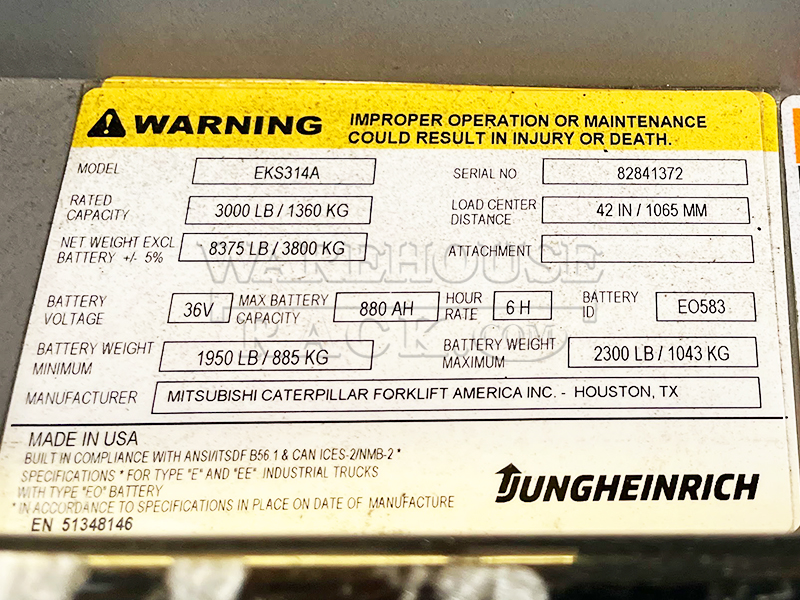 WARNING
IMPROPER OPERATION OR MAINTENANCE
COULD RESULT IN INJURY OR DEATH.
MODEL EKS314A SERIAL NO 82841372
RATED CAPACITY 3000 LB / 1360 KG LOAD CENTER DISTANCE 42 IN / 1065 MM
NET WEIGHT EXCL BATTERY +/- 5% 8375 LB / 3800 KG ATTACHMENT
BATTERY VOLTAGE 36V MAX BATTERY CAPACITY 880 AH HOUR RATE 6 H BATTERY ID EO583
BATTERY WEIGHT MINIMUM 1950 LB / 885 KG BATTERY WEIGHT MAXIMUM 2300 LB / 1043 KG
MANUFACTURER MITSUBISHI CATERPILLAR FORKLIFT AMERICA INC. - HOUSTON, TX
MADE IN USA
BUILT IN COMPLIANCE WITH ANSI/ITSDF B56.1 & CAN ICES-2/NMB-2 *
SPECIFICATIONS * FOR TYPE "E" AND "EE" INDUSTRIAL TRUCKS
WITH TYPE "EO" BATTERY
* IN ACCORDANCE TO SPECIFICATIONS IN PLACE ON DATE OF MANUFACTURE
EN 51348146
JUNGHEINRICH
WAREHOUSE
RACK.com